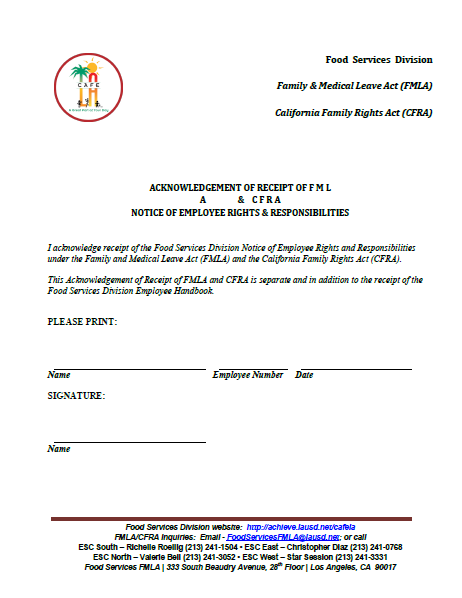 CAFE
LA
Food Services Division
Family & Medical Leave Act (FMLA)
California Family Rights Act (CFRA)
ACKNOWLEDGEMENT OF RECEIPT OF F M L
A & C F R A
NOTICE OF EMPLOYEE RIGHTS & RESPONSIBILITIES
I acknowledge receipt of the Food Services Division Notice of Employee Rights and Responsibilities
under the Family and Medical Leave Act (FMLA) and the California Family Rights Act (CFRA).
This Acknowledgement of Receipt of FMLA and CFRA is separate and in addition to the receipt of the
Food Services Division Employee Handbook.
PLEASE PRINT:
Name Employee Number Date
SIGNATURE:
Name
Food Services Division website: http://achieve.lausd.net/cafela
FMLA/CFRA Inquiries: Email - FoodServicesFMLA@lausd.net; or call
ESC South – Richelle Roellig (213) 241-1504 • ESC East – Christopher Diaz (213) 241-0768
ESC North – Valerie Bell (213) 241-3052 • ESC West – Star Session (213) 241-3331
Food Services FMLA | 333 South Beaudry Avenue, 28th Floor | Los Angeles, CA 90017